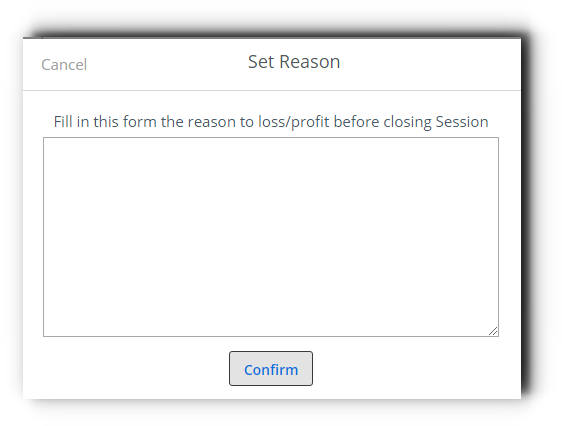 Cancel
Set Reason
Fill in this form the reason to loss/profit before closing Session
Confirm